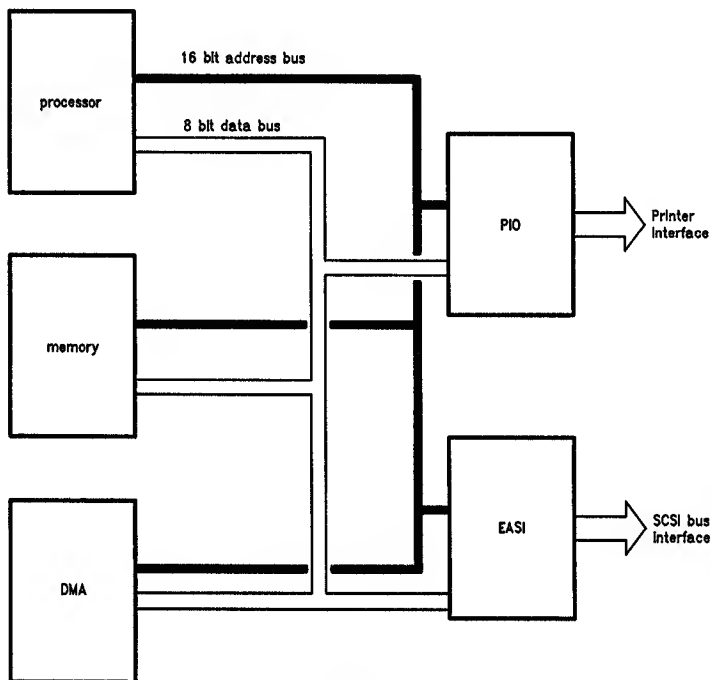 16 bit address bus
processor
8 bit data bus
PIO
Printer
Interface
memory
EASI
SCSI bus
Interface
DMA